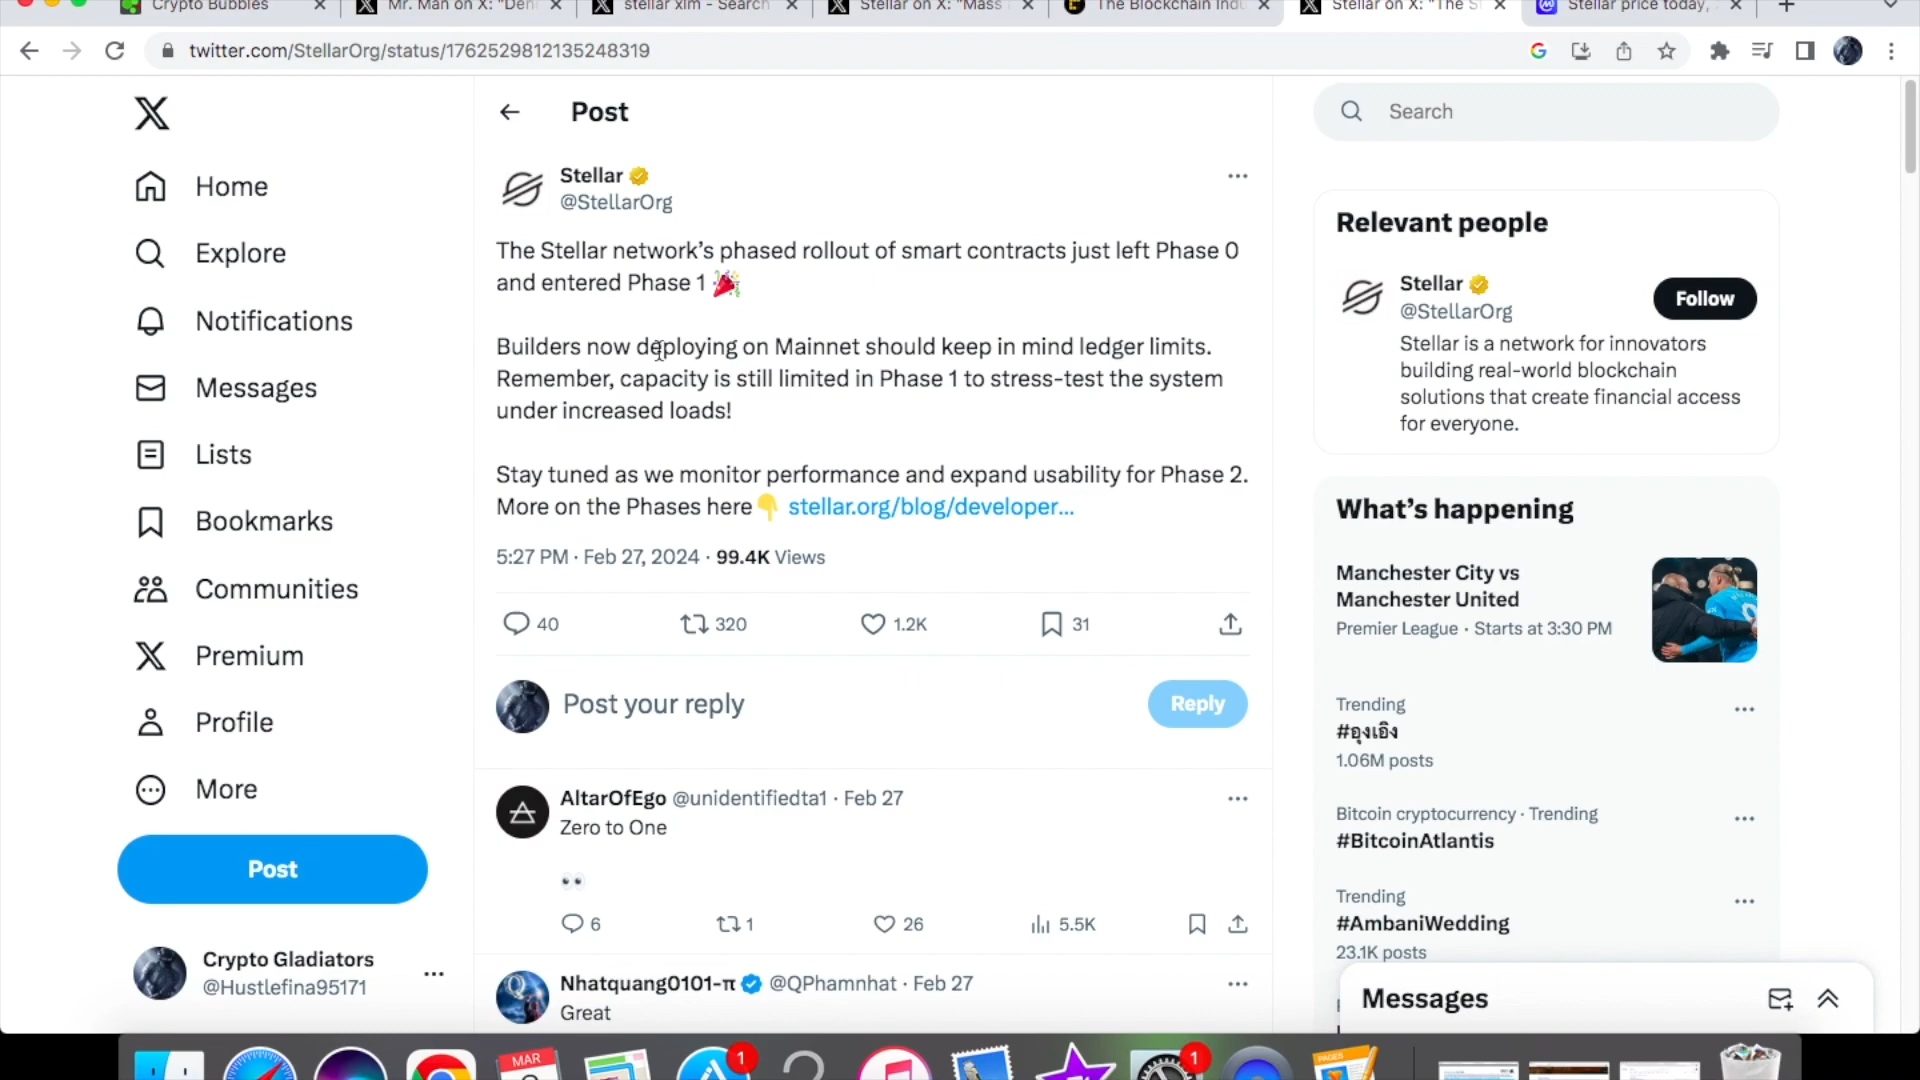 Crypto Bubbles
Mr. Man on X: "Den
stellar xlm - Search
Stellar on X: "Mass
The Blockchain Indu
Stellar on X: "The St
Stellar price today,
twitter.com/StellarOrg/status/1762529812135248319
Home
Explore
Notifications
Messages
Lists
Bookmarks
Communities
Premium
Profile
More
Post
Crypto Gladiators
@Hustlefina95171
Post
Stellar
@StellarOrg
The Stellar network's phased rollout of smart contracts just left Phase 0
and entered Phase 1 🎉
Builders now deploying on Mainnet should keep in mind ledger limits.
Remember, capacity is still limited in Phase 1 to stress-test the system
under increased loads!
Stay tuned as we monitor performance and expand usability for Phase 2.
More on the Phases here👇 stellar.org/blog/developer...
5:27 PM · Feb 27, 2024 · 99.4K Views
40 320 1.2K 31
Post your reply
Reply
AltarOfEgo @unidentifiedta1 · Feb 27
Zero to One
👀
6 1 26 5.5K
Nhatquang0101-π @QPhamnhat · Feb 27
Great
Search
Relevant people
Stellar
@StellarOrg
Follow
Stellar is a network for innovators
building real-world blockchain
solutions that create financial access
for everyone.
What's happening
Manchester City vs
Manchester United
Premier League · Starts at 3:30 PM
Trending
#อุงเอิง
1.06M posts
Bitcoin cryptocurrency · Trending
#BitcoinAtlantis
Trending
#AmbaniWedding
23.1K posts
Messages
MAR
1
1
PAGES